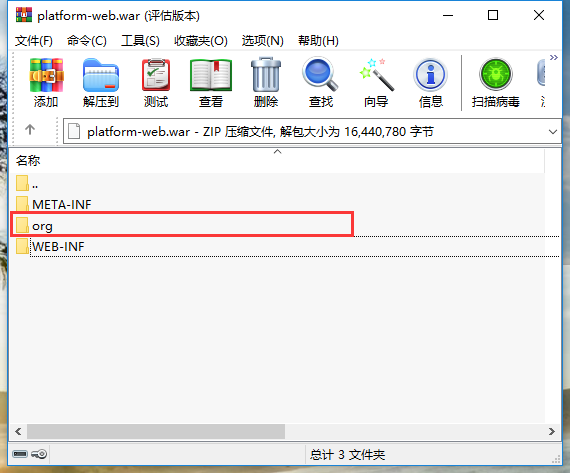 platform-web.war (评估版本)
文件(F) 命令(C) 工具(S) 收藏夹(O) 选项(N) 帮助(H)
添加 解压到 测试 查看 删除 查找 向导 信息 扫描病毒
platform-web.war - ZIP 压缩文件, 解包大小为 16,440,780 字节
名称
..
META-INF
org
WEB-INF
总计 3 文件夹